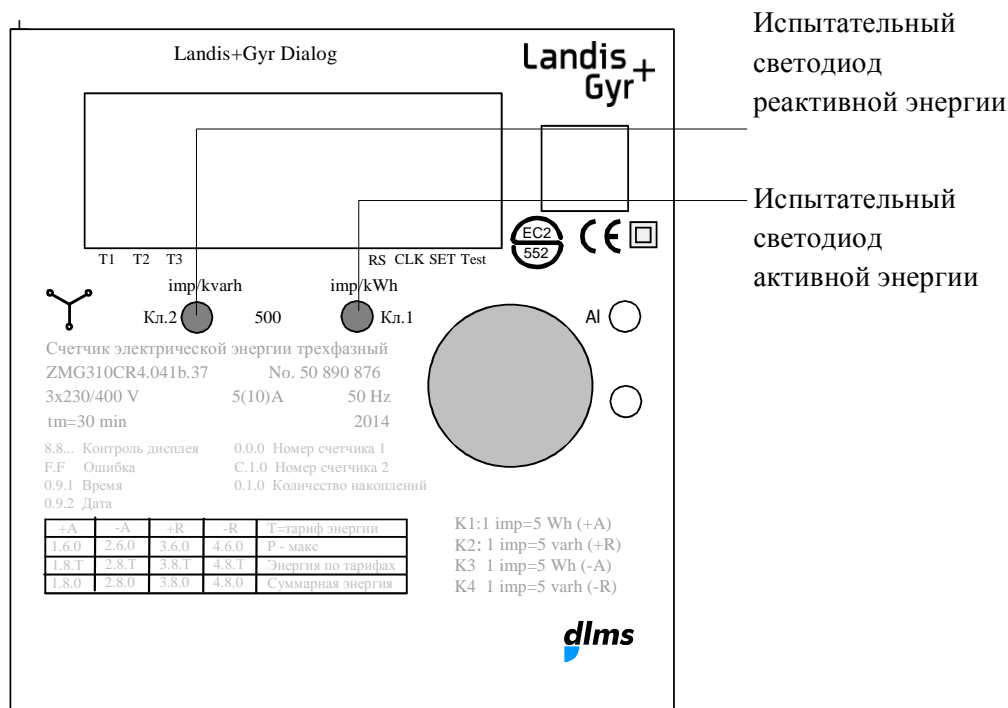 Испытательный
светодиод
реактивной энергии
Landis+Gyr Dialog
Landis
Gyr+
Испытательный
светодиод
активной энергии
EC2
552
CE
T1 T2 T3 RS CLK SET Test
imp/kvarh imp/kWh
Кл.2 500 Кл.1
Al
Счетчик электрической энергии трехфазный
ZMG310CR4.041b.37 No. 50 890 876
3x230/400 V 5(10)A 50 Hz
tm=30 min 2014
8.8... Контроль дисплея 0.0.0 Номер счетчика 1
F.F Ошибка C.1.0 Номер счетчика 2
0.9.1 Время 0.1.0 Количество накоплений
0.9.2 Дата
+A -A +R -R T=тариф энергии
1.6.0 2.6.0 3.6.0 4.6.0 P - макс
1.8.T 2.8.T 3.8.T 4.8.T Энергия по тарифах
1.8.0 2.8.0 3.8.0 4.8.0 Суммарная энергия
K1:1 imp=5 Wh (+A)
K2: 1 imp=5 varh (+R)
K3 1 imp=5 Wh (-A)
K4 1 imp=5 varh (-R)
dlms